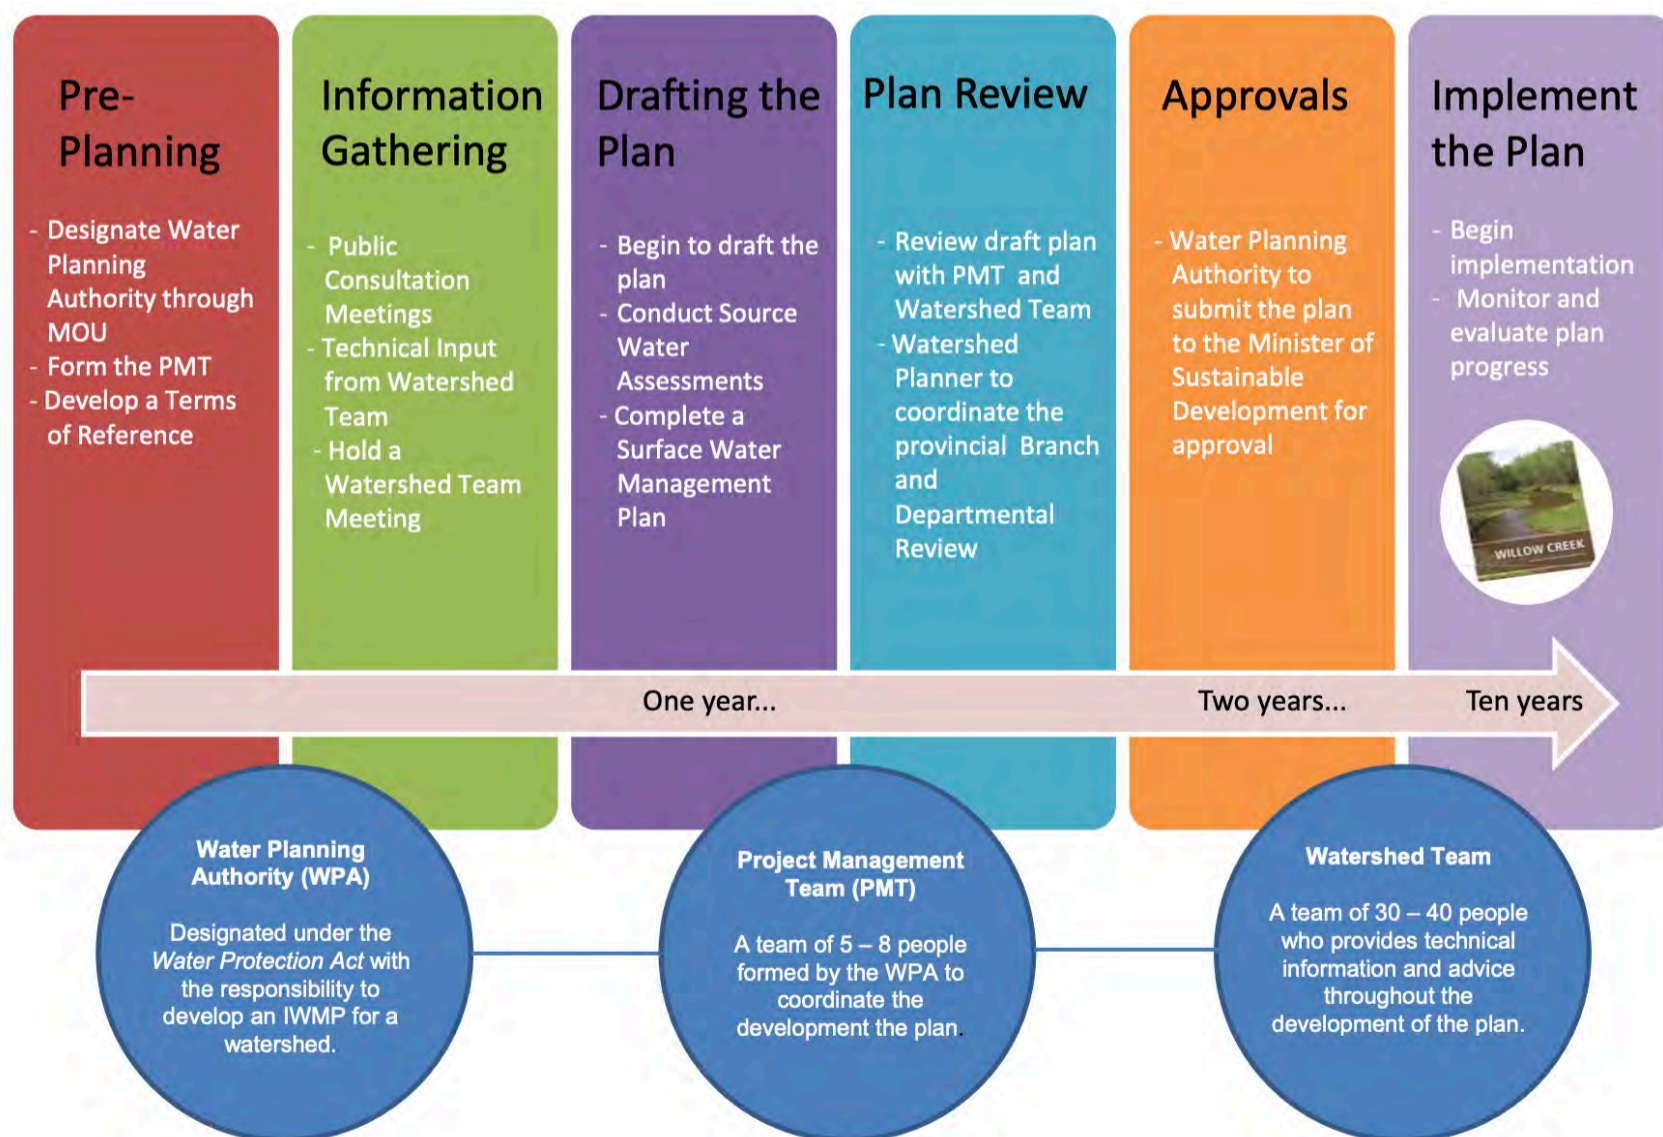 Pre-
Planning
- Designate Water
Planning
Authority through
MOU
- Form the PMT
- Develop a Terms
of Reference
Information
Gathering
- Public
Consultation
Meetings
- Technical Input
from Watershed
Team
- Hold a
Watershed Team
Meeting
Drafting the
Plan
- Begin to draft the
plan
- Conduct Source
Water
Assessments
- Complete a
Surface Water
Management
Plan
Plan Review
- Review draft plan
with PMT and
Watershed Team
- Watershed
Planner to
coordinate the
provincial Branch
and
Departmental
Review
Approvals
- Water Planning
Authority to
submit the plan
to the Minister of
Sustainable
Development for
approval
Implement
the Plan
- Begin
implementation
- Monitor and
evaluate plan
progress
WILLOW CREEK
One year...
Two years...
Ten years
Water Planning
Authority (WPA)
Designated under the
Water Protection Act with
the responsibility to
develop an IWMP for a
watershed.
Project Management
Team (PMT)
A team of 5 – 8 people
formed by the WPA to
coordinate the
development the plan.
Watershed Team
A team of 30 – 40 people
who provides technical
information and advice
throughout the
development of the plan.